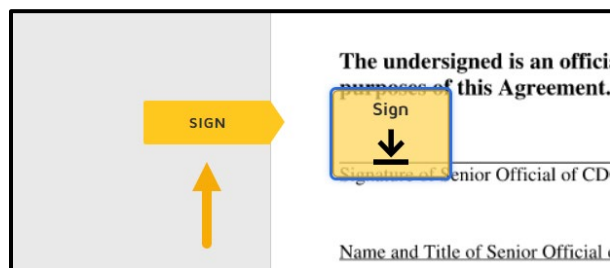 The undersigned is an offici
purposes of this Agreement.
SIGN
Sign
Signature of Senior Official of CD
Name and Title of Senior Official